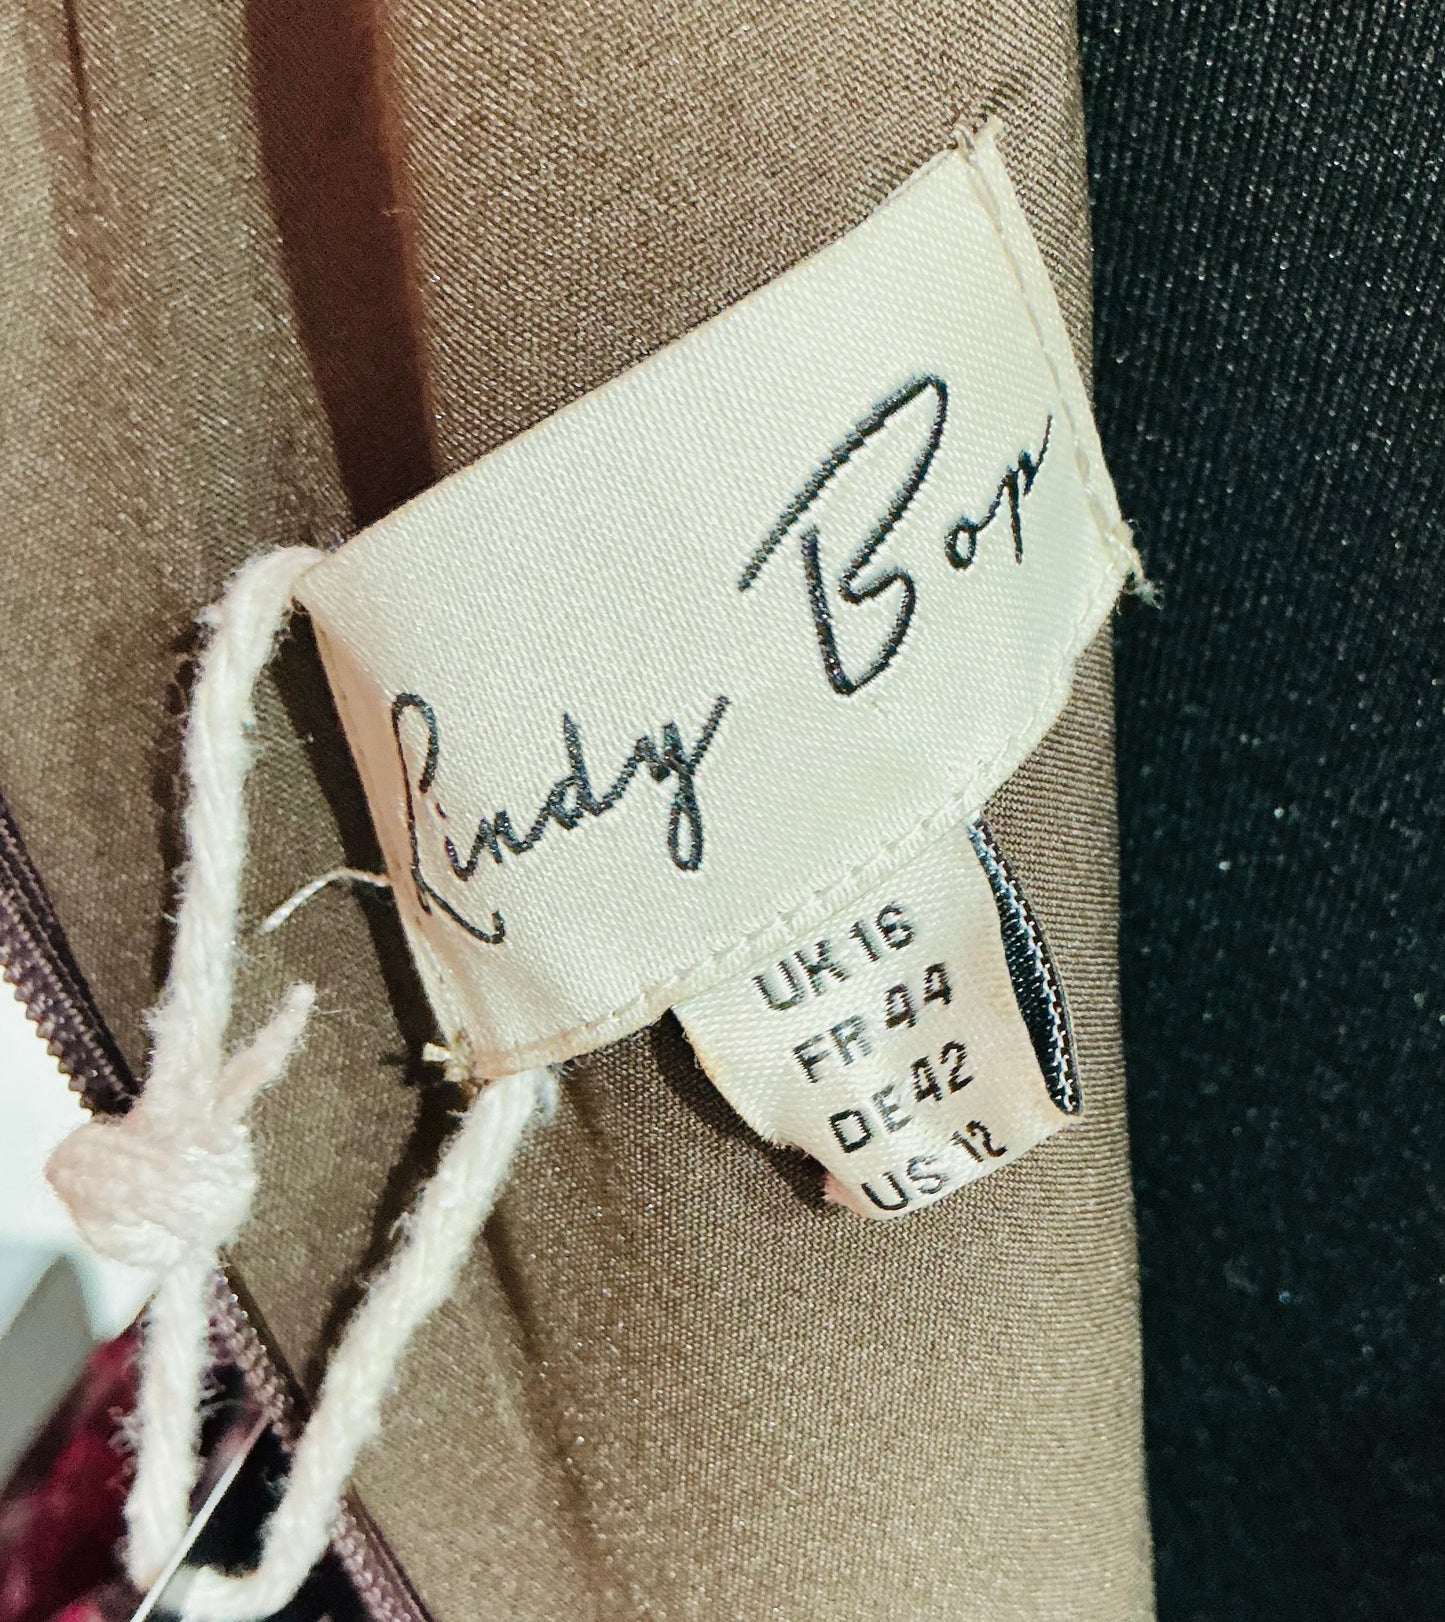 Lindy Bop
UK 16
FR 44
DE 42
US 12